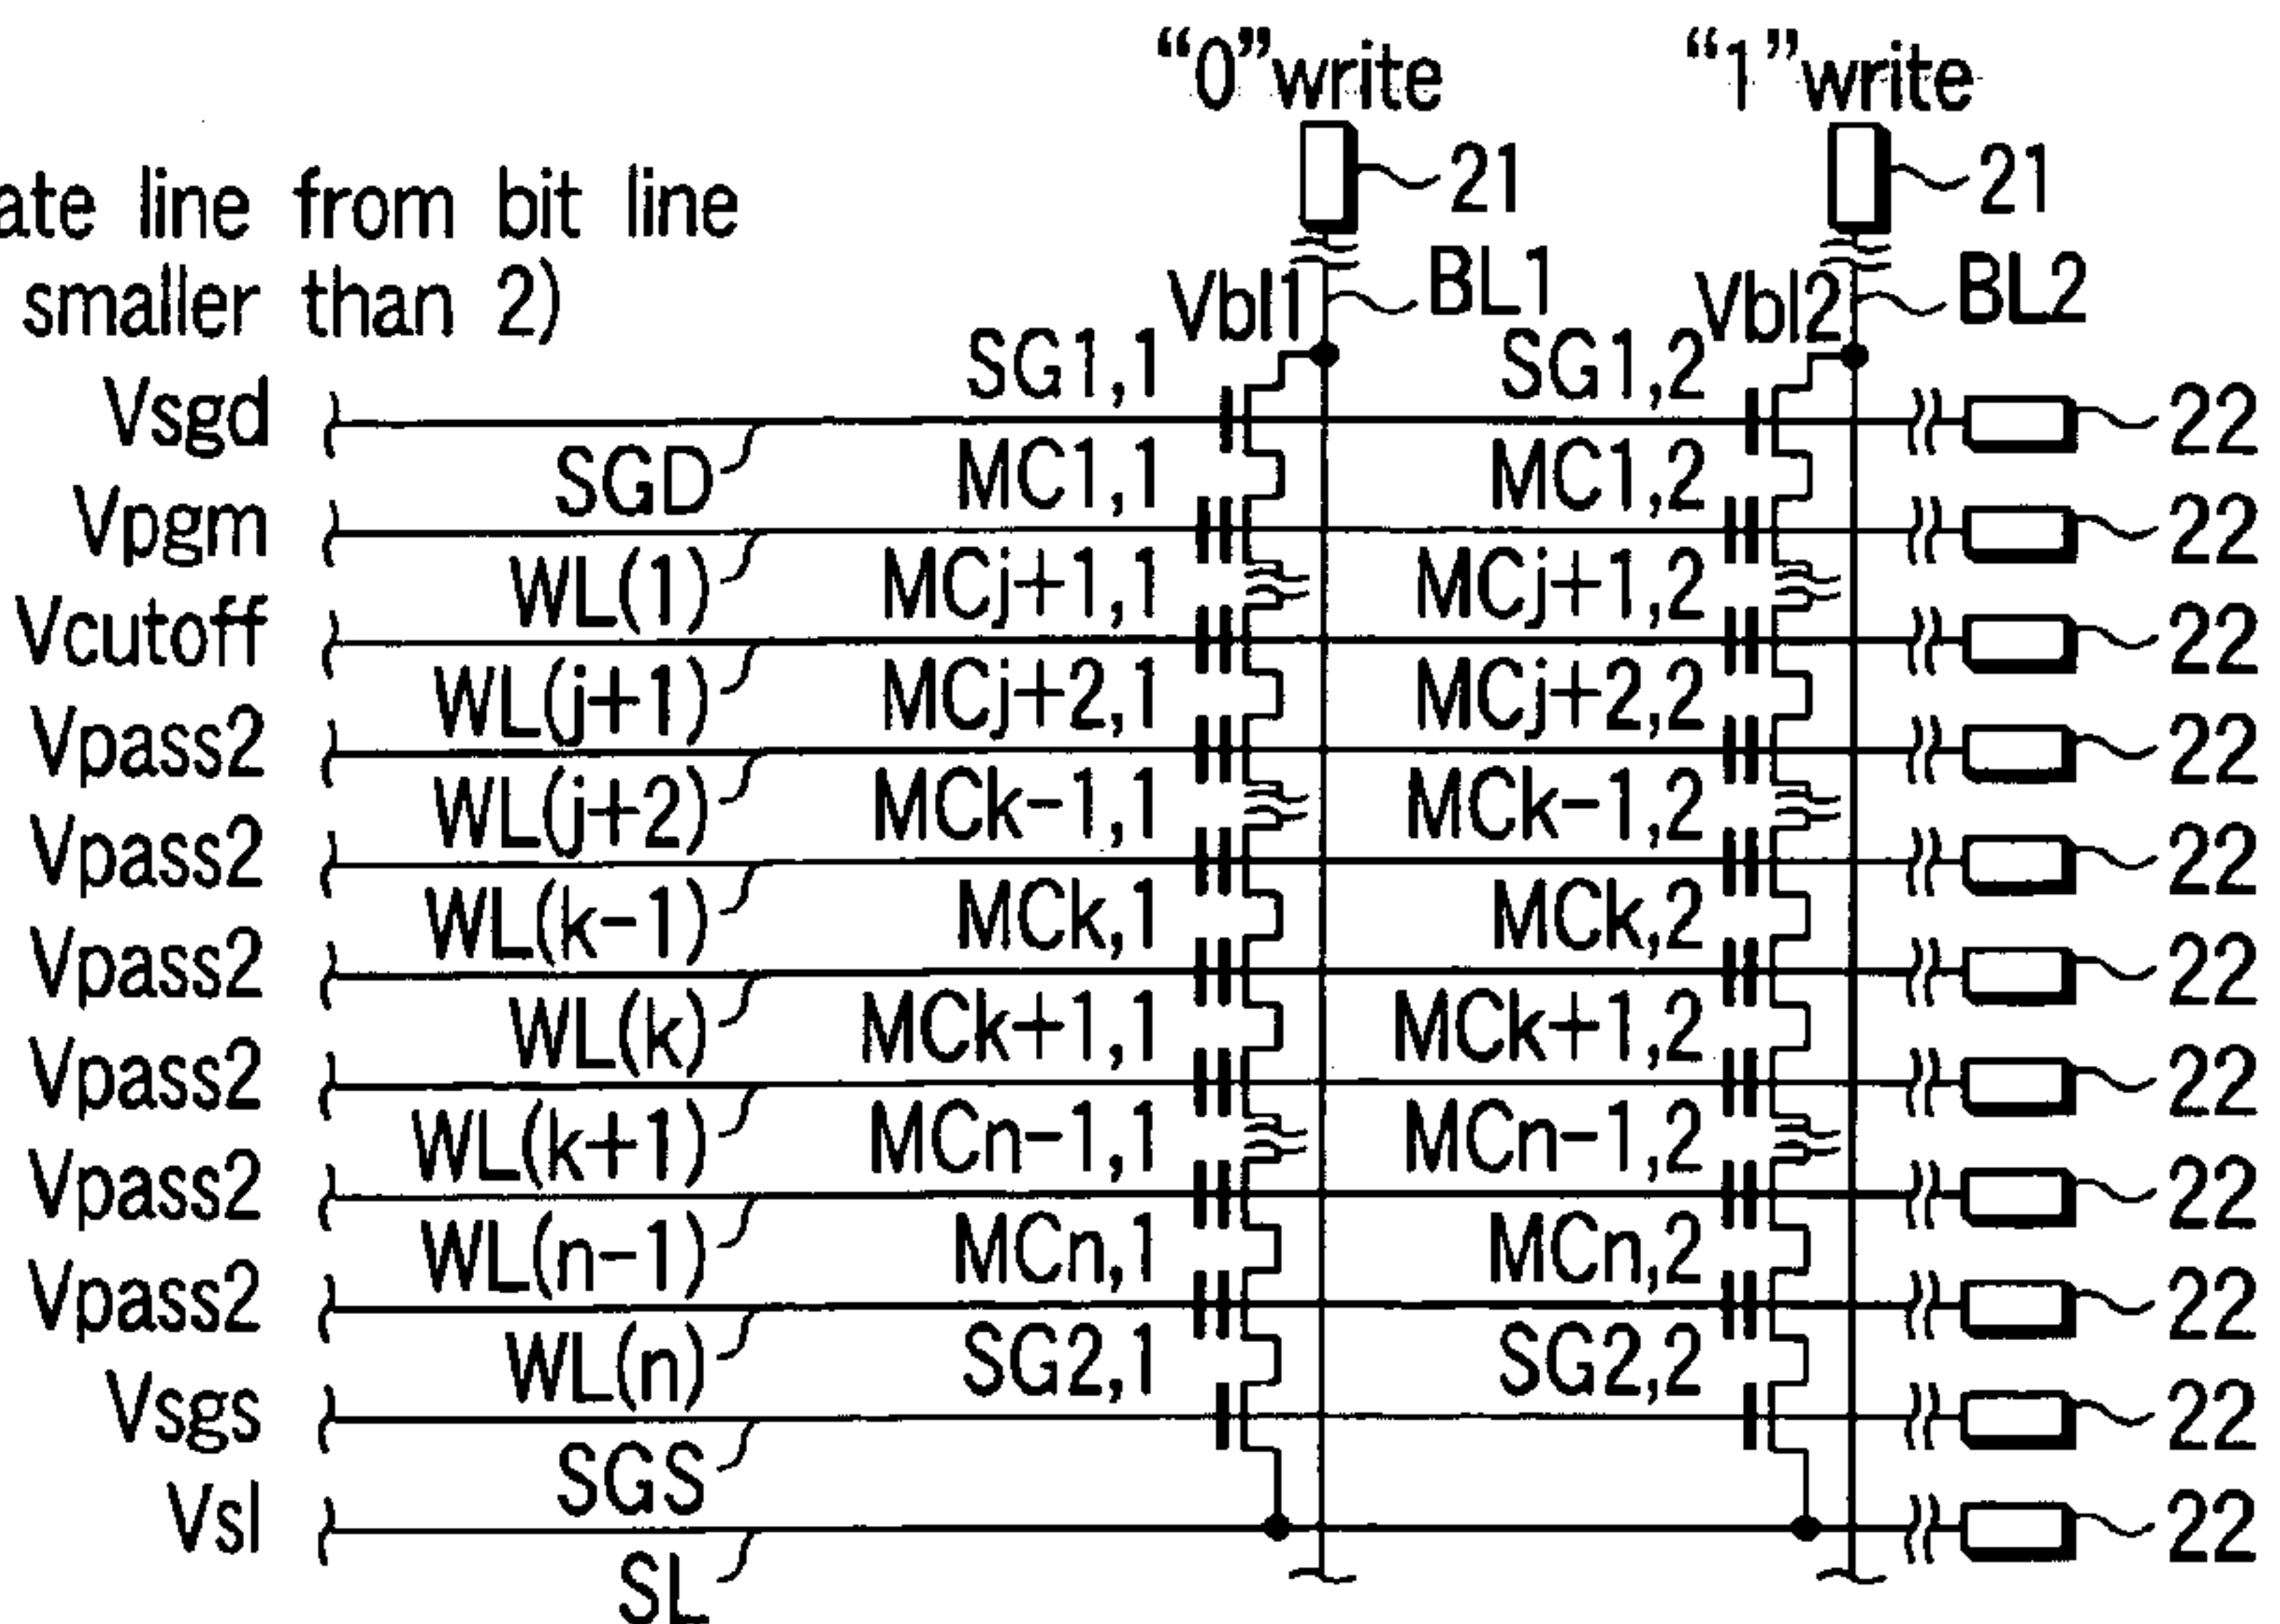 “0”write “1”write
21 21
ate line from bit line
BL1 BL2
smaller than 2)
Vbl1 Vbl2
SG1,1 SG1,2
Vsgd 22
SGD MC1,1 MC1,2
Vpgm 22
WL(1) MCj+1,1 MCj+1,2
Vcutoff 22
WL(j+1) MCj+2,1 MCj+2,2
Vpass2 22
WL(j+2) MCk-1,1 MCk-1,2
Vpass2 22
WL(k-1) MCk,1 MCk,2
Vpass2 22
WL(k) MCk+1,1 MCk+1,2
Vpass2 22
WL(k+1) MCn-1,1 MCn-1,2
Vpass2 22
WL(n-1) MCn,1 MCn,2
Vpass2 22
WL(n) SG2,1 SG2,2
Vsgs 22
SGS
Vsl 22
SL